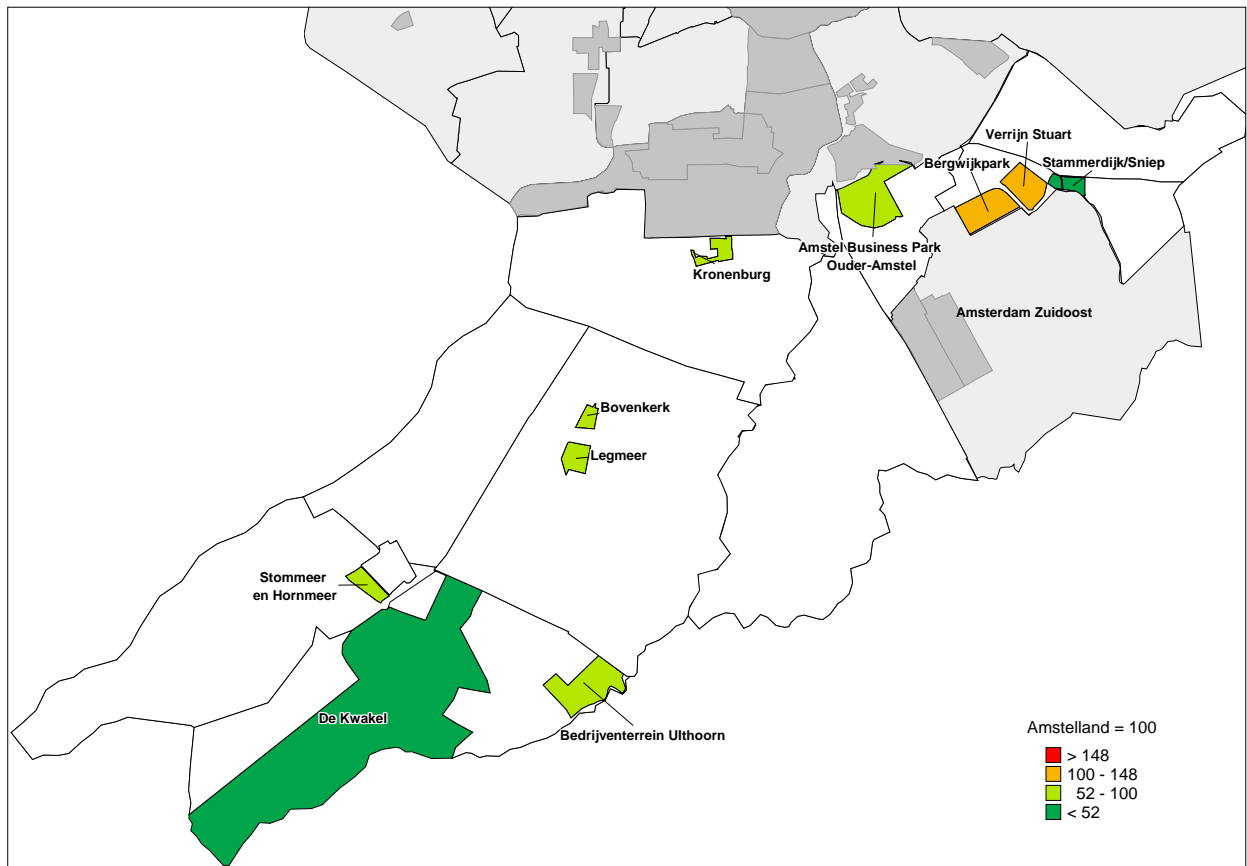 Verrijn Stuart
Bergwijkpark
Stammerdijk/Sniep
Amstel Business Park
Ouder-Amstel
Kronenburg
Amsterdam Zuidoost
Bovenkerk
Legmeer
Stommeer
en Hornmeer
De Kwakel
Bedrijventerrein UIthoorn
Amstelland = 100
> 148
100 - 148
52 - 100
< 52